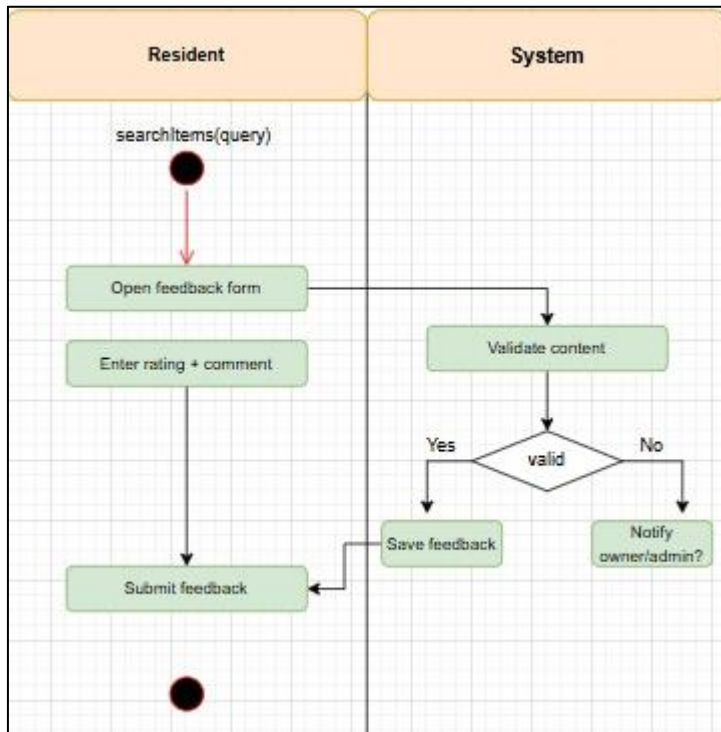 Resident
System
searchItems(query)
Open feedback form
Validate content
Enter rating + comment
Yes
valid
No
Save feedback
Notify
owner/admin?
Submit feedback